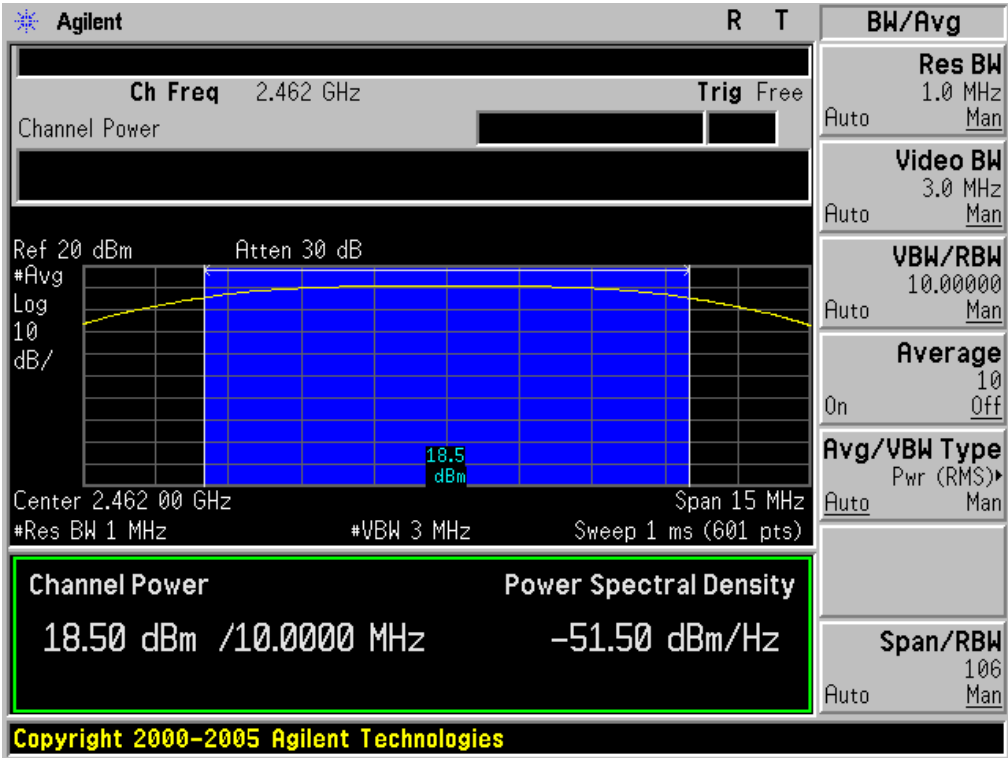 Agilent R T BW/Avg
Ch Freq 2.462 GHz Trig Free
Channel Power
Res BW
1.0 MHz
Auto Man
Video BW
3.0 MHz
Auto Man
VBW/RBW
10.00000
Auto Man
Average
10
On Off
Avg/VBW Type
Pwr (RMS)
Auto Man
Span/RBW
106
Auto Man
Ref 20 dBm Atten 30 dB
#Avg
Log
10
dB/
18.5
dBm
Center 2.462 00 GHz Span 15 MHz
#Res BW 1 MHz #VBW 3 MHz Sweep 1 ms (601 pts)
Channel Power Power Spectral Density
18.50 dBm /10.0000 MHz -51.50 dBm/Hz
Copyright 2000-2005 Agilent Technologies